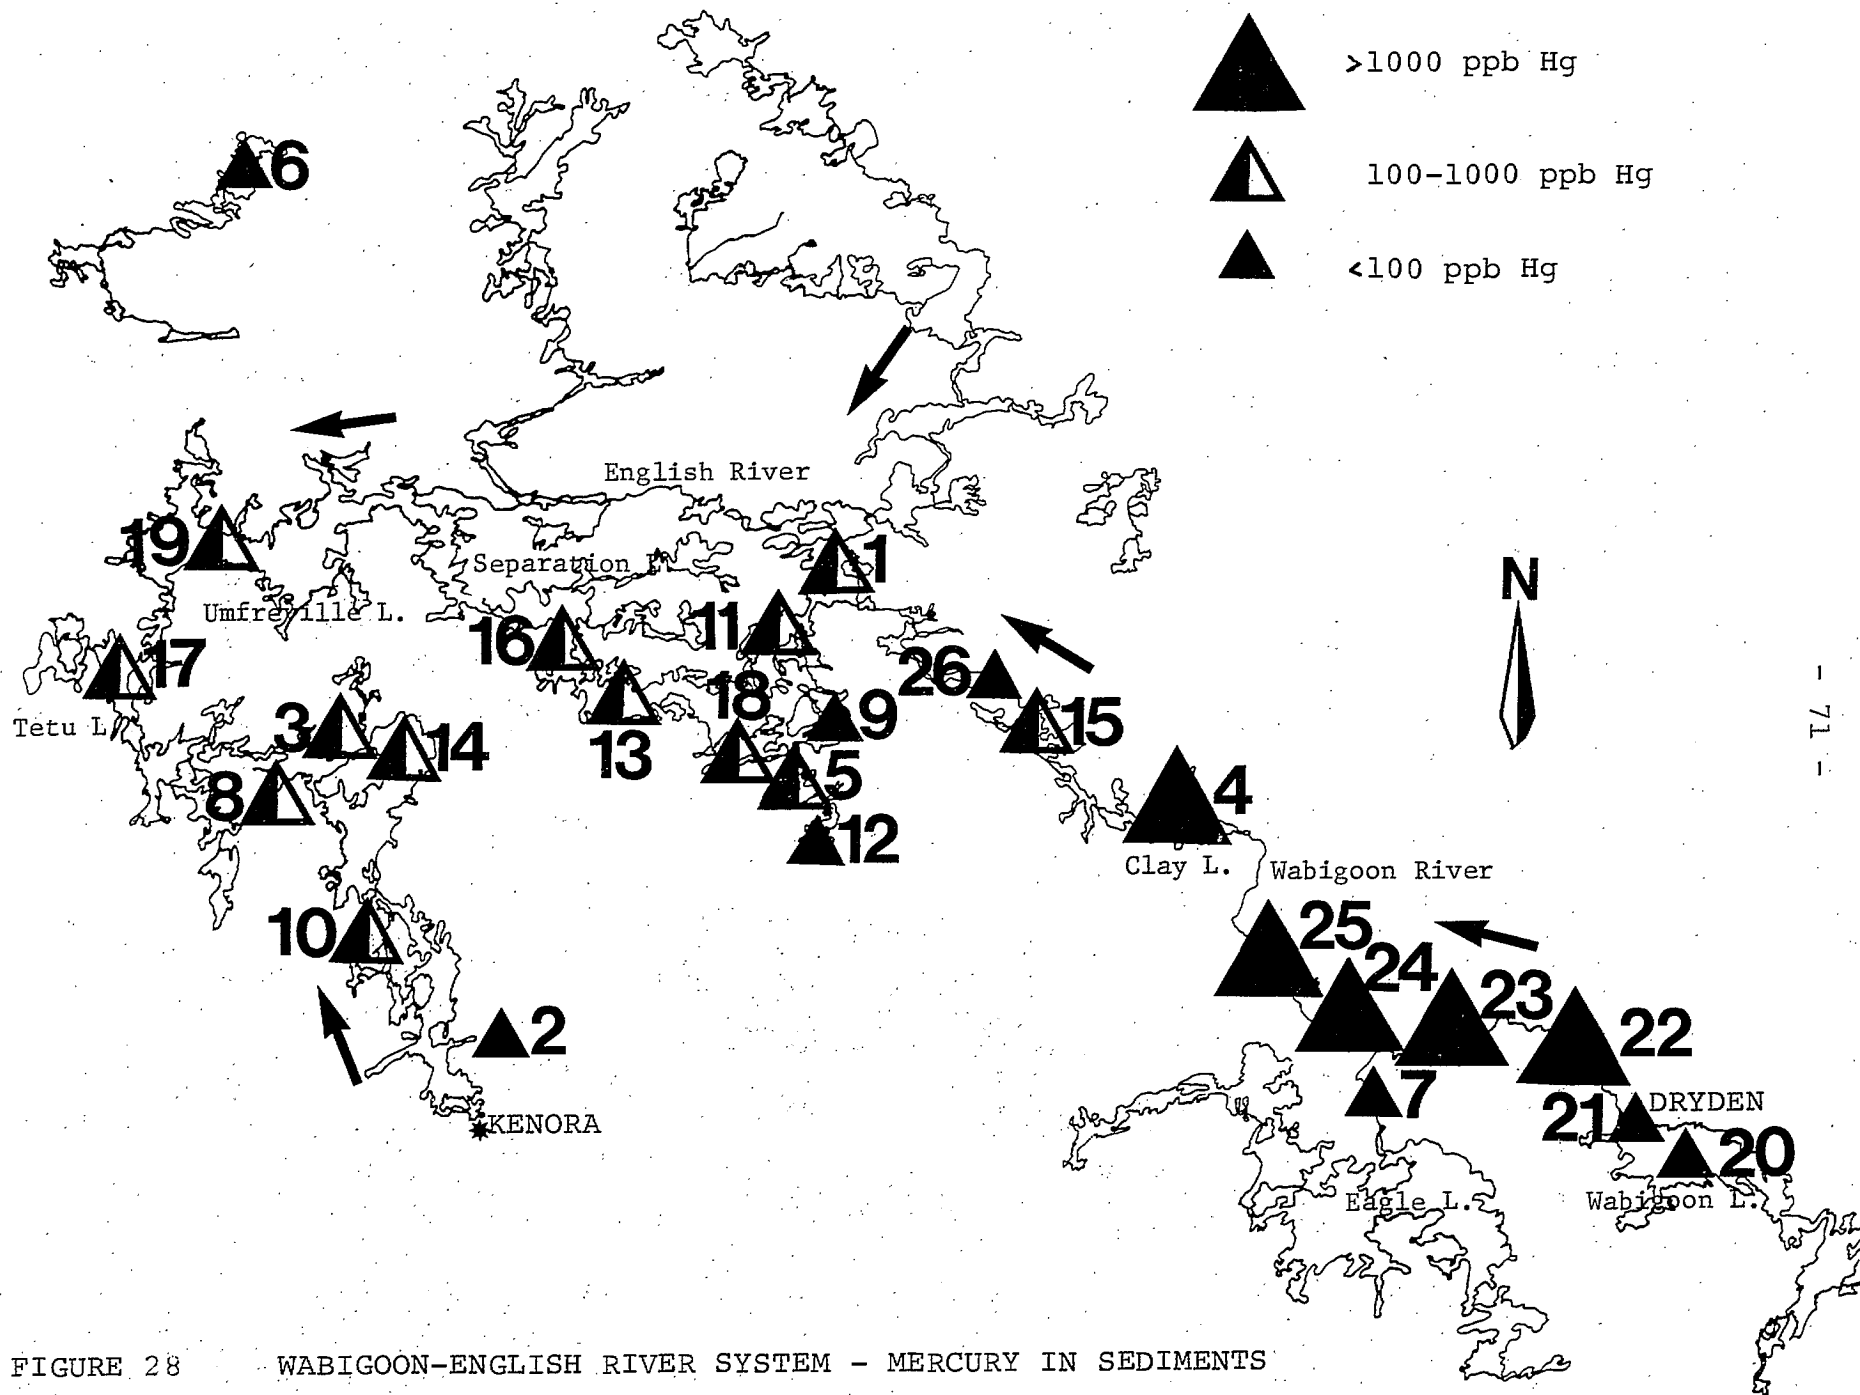 >1000 ppb Hg
100-1000 ppb Hg
<100 ppb Hg
6
English River
19
Separation L.
1
N
Umfreville L.
16
11
17
26
18
9
15
Tetu L.
3
14
13
5
4
8
12
Clay L.
Wabigoon River
10
25
24
23
22
2
7
KENORA
21
DRYDEN
20
Eagle L.
Wabigoon L.
- 71 -
FIGURE 28 WABIGOON-ENGLISH RIVER SYSTEM - MERCURY IN SEDIMENTS